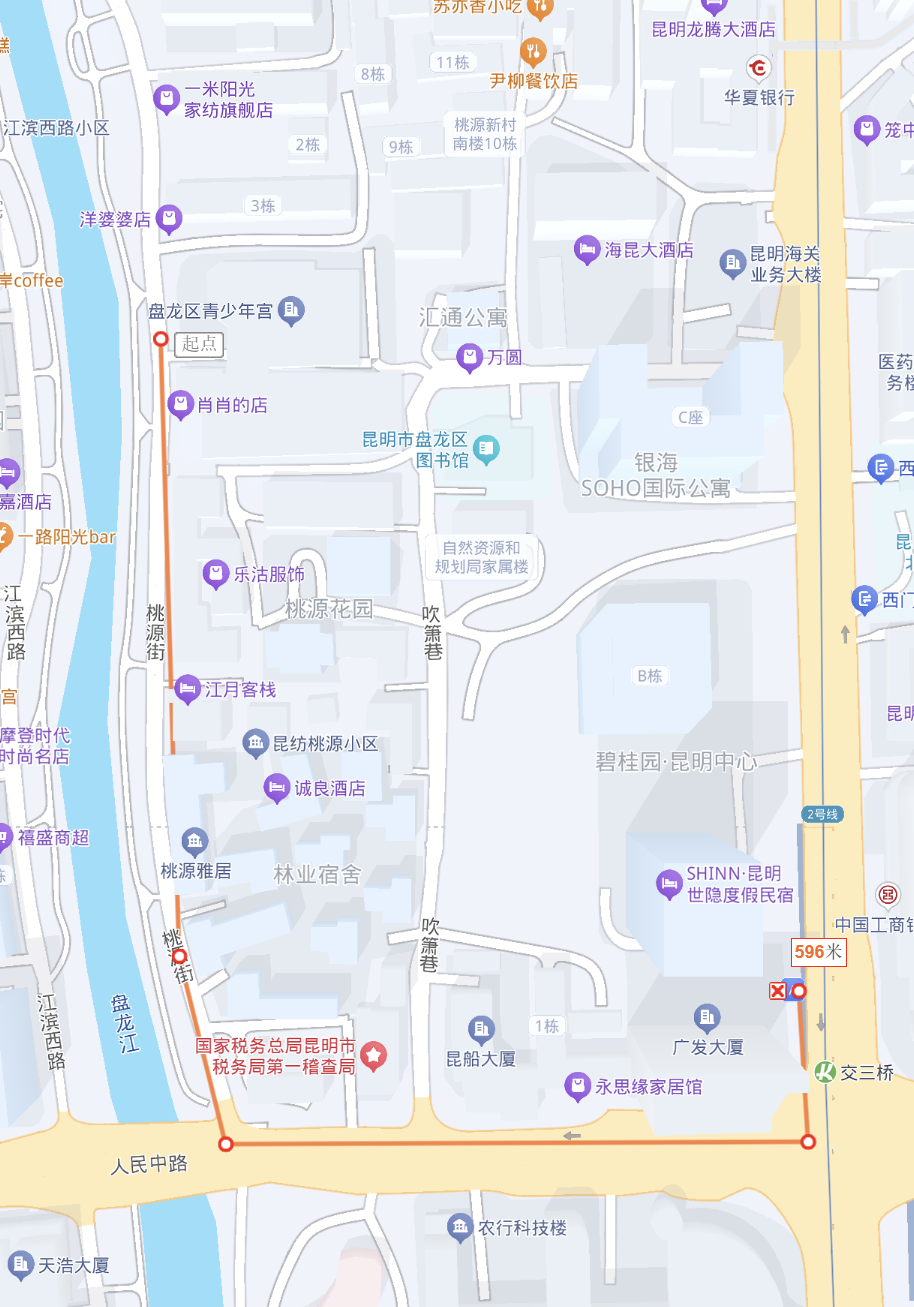 苏亦香小吃
昆明龙腾大酒店
11栋
8栋
尹柳餐饮店
华夏银行
一米阳光
家纺旗舰店
江滨西路小区
桃源新村
南楼10栋
2栋
9栋
3栋
洋婆婆店
海昆大酒店
昆明海关
业务大楼
岸coffee
盘龙区青少年宫
汇通公寓
起点
万圆
医药
务楼
肖肖的店
C座
昆明市盘龙区
图书馆
银海
SOHO国际公寓
西
嘉酒店
一路阳光bar
自然资源和
规划局家属楼
乐沽服饰
桃源花园
江滨西路
桃源街
吹箫巷
西门
B栋
江月客栈
宫
昆明
摩登时代
时尚名店
昆纺桃源小区
碧桂园·昆明中心
诚良酒店
2号线
禧盛商超
桃源雅居
林业宿舍
SHINN·昆明
世隐度假民宿
栋
中国工商银
桃源街
吹箫巷
596米
盘龙江
江滨西路
1栋
国家税务总局昆明市
税务局第一稽查局
昆船大厦
广发大厦
永思缘家居馆
交三桥
人民中路
农行科技楼
天浩大厦